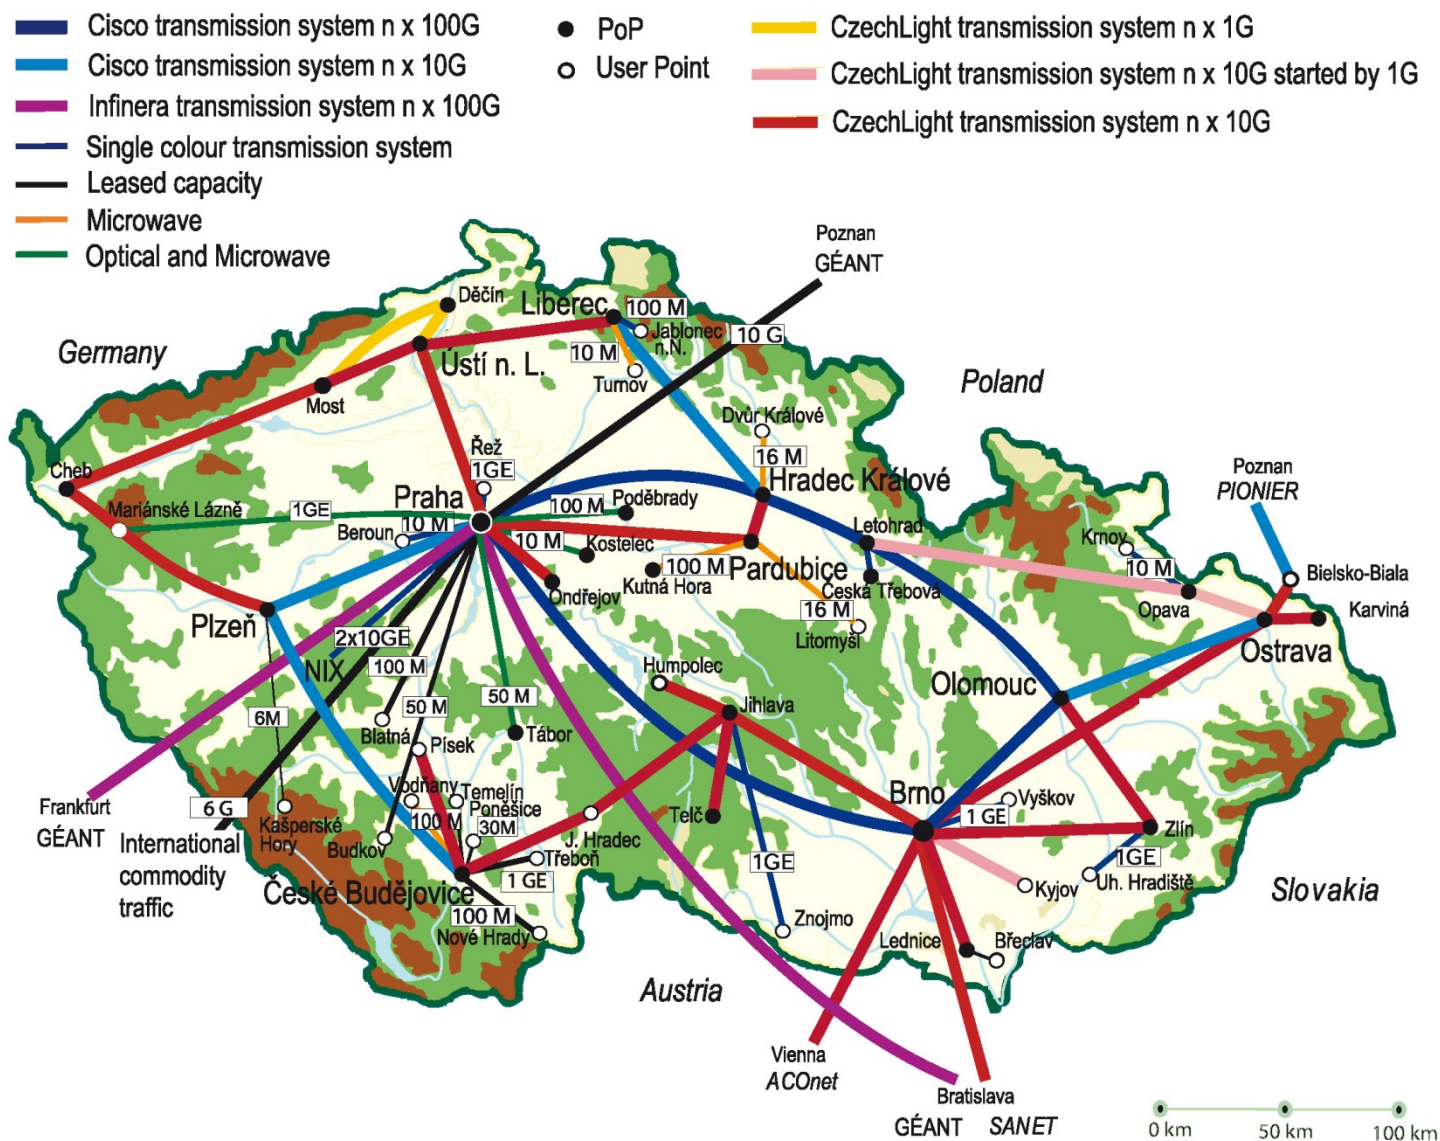 Cisco transmission system n x 100G
Cisco transmission system n x 10G
Infinera transmission system n x 100G
Single colour transmission system
Leased capacity
Microwave
Optical and Microwave
PoP
User Point
CzechLight transmission system n x 1G
CzechLight transmission system n x 10G started by 1G
CzechLight transmission system n x 10G
Poznan
GÉANT
Germany
Děčín
Liberec
100 M
Jablonec
n.N.
10 G
10 M
Turnov
Ústí n. L.
Most
Poland
Dvůr Králové
16 M
Hradec Králové
Řež
1GE
Cheb
Praha
Mariánské Lázně
1GE
Beroun
10 M
100 M
Poděbrady
10 M
Kostelec
Ondřejov
Kutná Hora
100 M
Pardubice
Letohrad
Česká Třebová
16 M
Litomyšl
Poznan
PIONIER
Krnov
10 M
Opava
Bielsko-Biala
Karviná
Ostrava
Plzeň
2x10GE
NIX
100 M
6M
50 M
50 M
Blatná
Písek
Tábor
Humpolec
Jihlava
Olomouc
Vodňany
Temelín
Poněšice
100 M
30M
Budkov
J. Hradec
Třeboň
1 GE
Telč
Brno
1 GE
Vyškov
Zlín
1GE
Uh. Hradiště
Kyjov
1GE
Znojmo
Lednice
Břeclav
Frankfurt
GÉANT
6 G
Kašperské
Hory
International
commodity
traffic
České Budějovice
100 M
Nové Hrady
Austria
Slovakia
Vienna
ACOnet
Bratislava
GÉANT
SANET
0 km
50 km
100 km